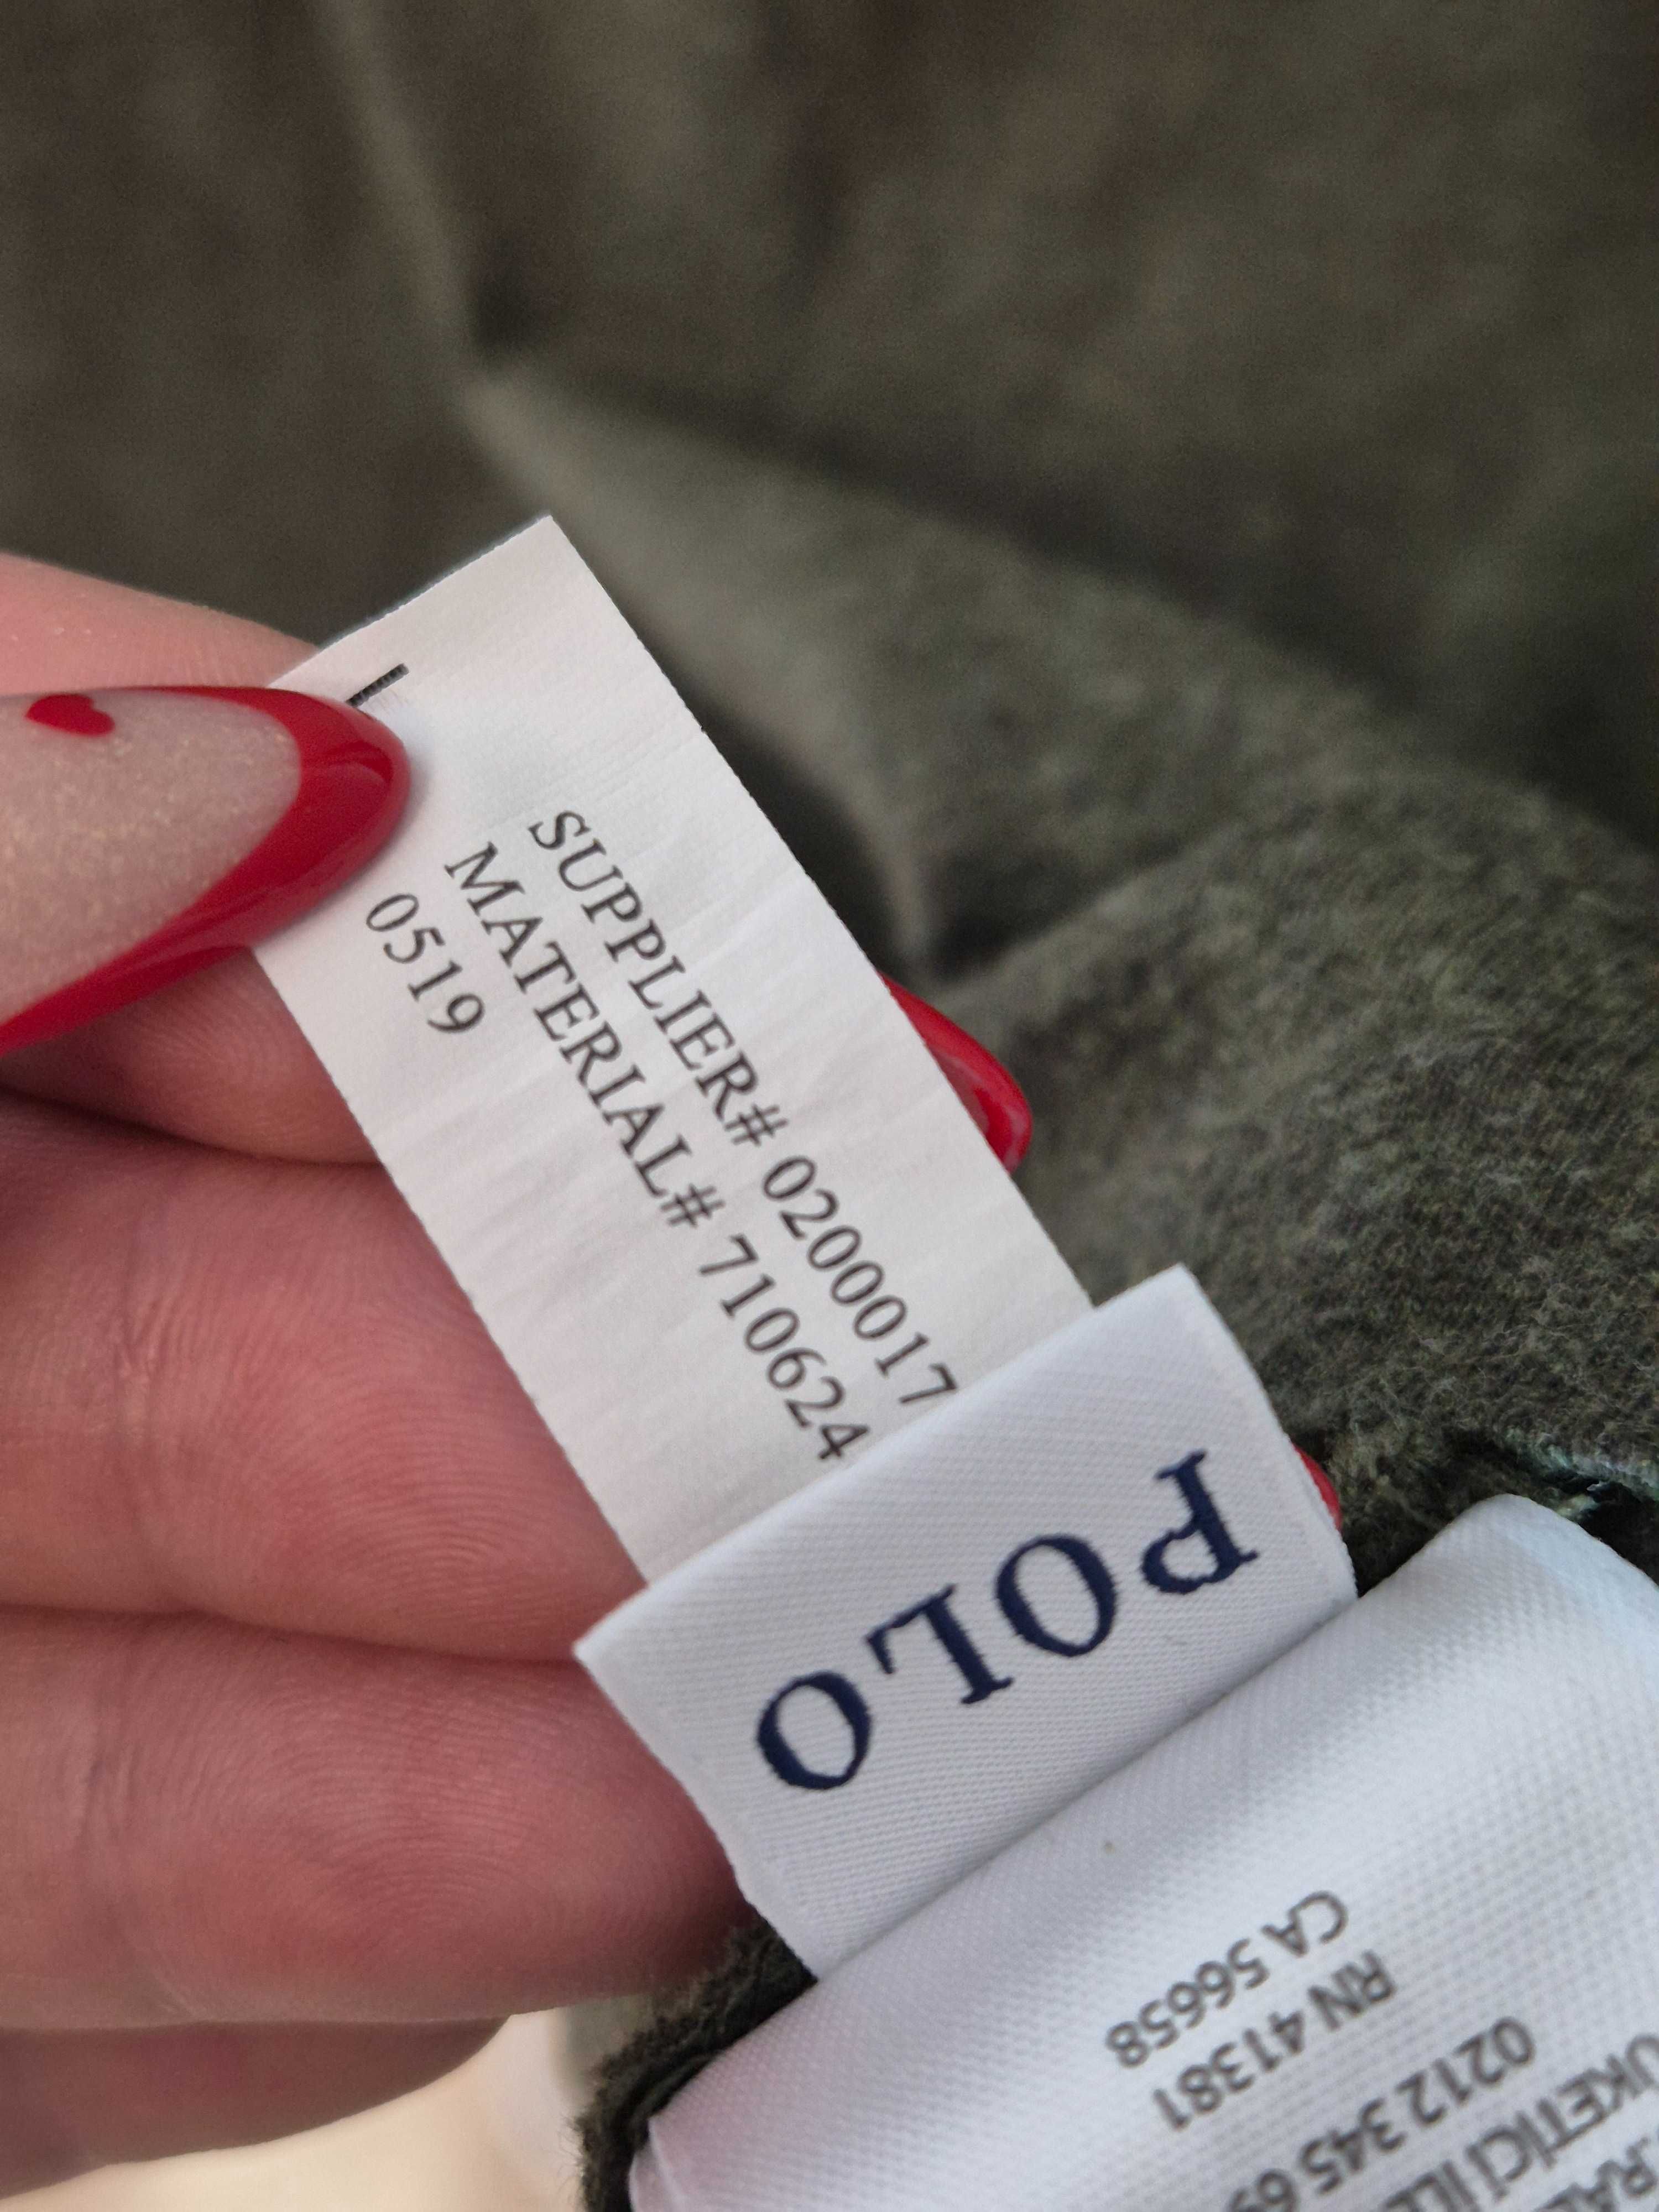 SUPPLIER# 0200017
MATERIAL# 710624
0519
POLO
CA 56658
RN 41381
0212 345 6